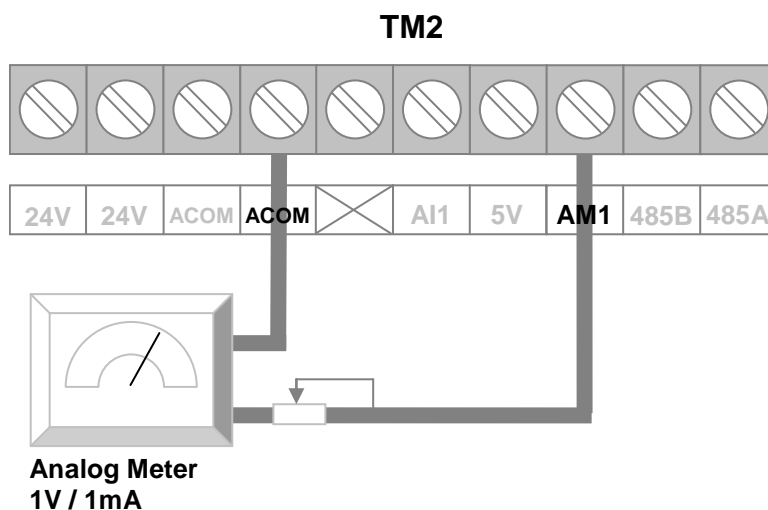 TM2
24V 24V ACOM ACOM AI1 5V AM1 485B 485A
Analog Meter
1V / 1mA